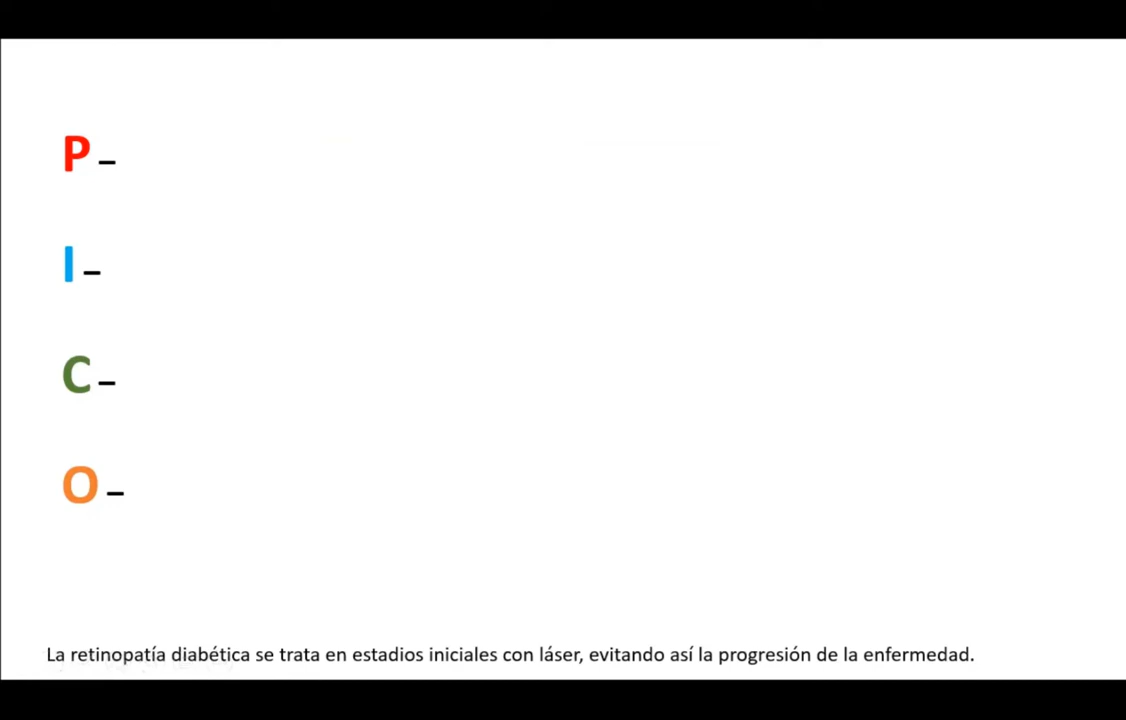 P –
I –
C –
O –
La retinopatía diabética se trata en estadios iniciales con láser, evitando así la progresión de la enfermedad.